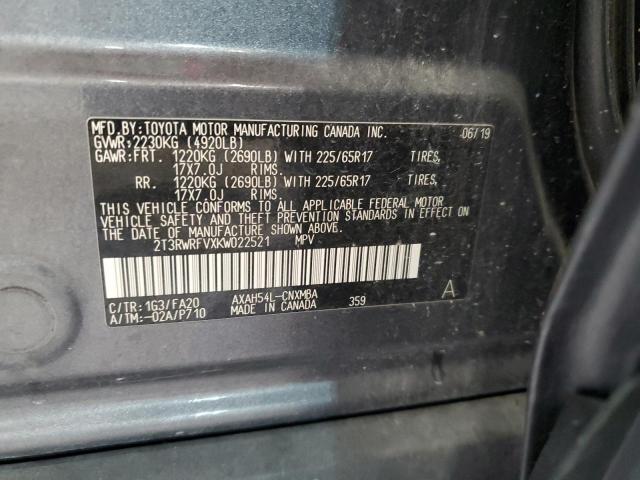 MFD.BY:TOYOTA MOTOR MANUFACTURING CANADA INC. 06/19
GVWR:2230KG (4920LB)
GAWR:FRT. 1220KG (2690LB) WITH 225/65R17 TIRES,
17X7.0J RIMS.
RR. 1220KG (2690LB) WITH 225/65R17 TIRES,
17X7.0J RIMS.
THIS VEHICLE CONFORMS TO ALL APPLICABLE FEDERAL MOTOR
VEHICLE SAFETY AND THEFT PREVENTION STANDARDS IN EFFECT ON
THE DATE OF MANUFACTURE SHOWN ABOVE.
2T3RWRFVXKW022521 MPV
C/TR:1G3/FA20 AXAH54L-CNXMBA 359 A
A/TM:-02A/P710 MADE IN CANADA